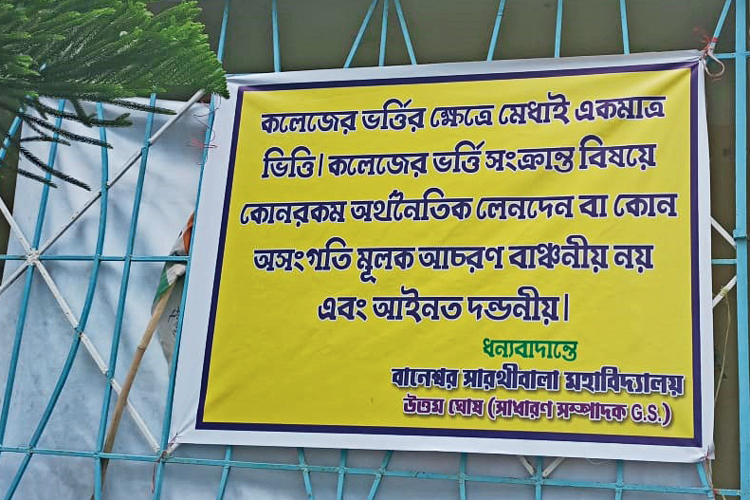 কলেজের ভর্ত্তির ক্ষেত্রে মেধাই একমাত্র
ভিত্তি। কলেজের ভর্ত্তি সংক্রান্ত বিষয়ে
কোনরকম অর্থনৈতিক লেনদেন বা কোন
অসংগতি মূলক আচরণ বাঞ্চনীয় নয়
এবং আইনত দন্ডনীয়।
ধন্যবাদান্তে
বানেশ্বর সারথীবালা মহাবিদ্যালয়
উত্তম ঘোষ (সাধারণ সম্পাদক G.S.)